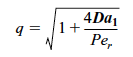 q = √(1 + 4Da₁/Peᵣ)